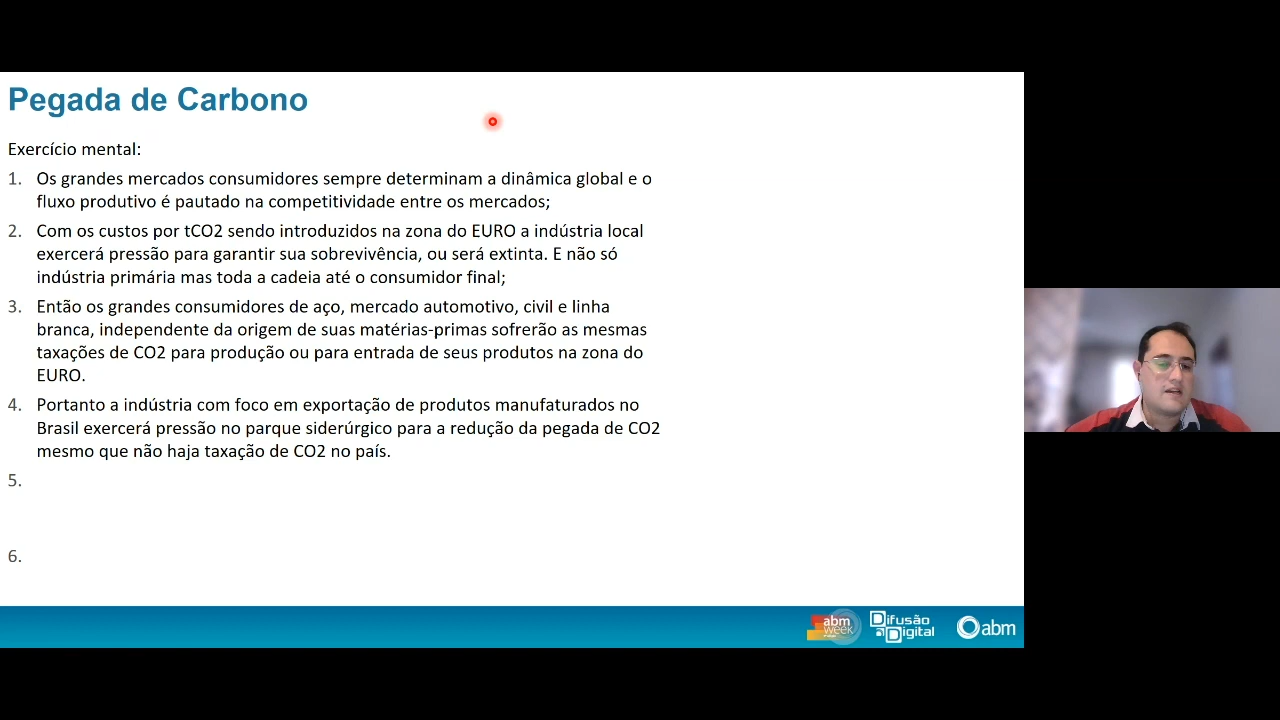 Pegada de Carbono
Exercício mental:
1. Os grandes mercados consumidores sempre determinam a dinâmica global e o
fluxo produtivo é pautado na competitividade entre os mercados;
2. Com os custos por tCO2 sendo introduzidos na zona do EURO a indústria local
exercerá pressão para garantir sua sobrevivência, ou será extinta. E não só
indústria primária mas toda a cadeia até o consumidor final;
3. Então os grandes consumidores de aço, mercado automotivo, civil e linha
branca, independente da origem de suas matérias-primas sofrerão as mesmas
taxações de CO2 para produção ou para entrada de seus produtos na zona do
EURO.
4. Portanto a indústria com foco em exportação de produtos manufaturados no
Brasil exercerá pressão no parque siderúrgico para a redução da pegada de CO2
mesmo que não haja taxação de CO2 no país.
5.
6.
abm
week
Difusão
Digital
abm